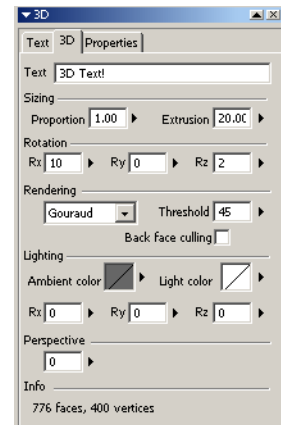 3D
Text 3D Properties
Text 3D Text!
Sizing
Proportion 1.00 Extrusion 20.00
Rotation
Rx 10 Ry 0 Rz 2
Rendering
Gouraud Threshold 45
Back face culling
Lighting
Ambient color Light color
Rx 0 Ry 0 Rz 0
Perspective
0
Info
776 faces, 400 vertices